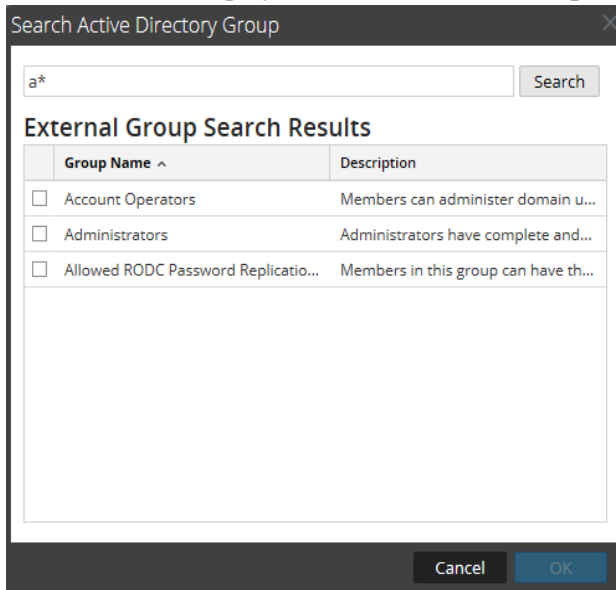 Search Active Directory Group
a*
Search
External Group Search Results
Group Name Description
Account Operators Members can administer domain u...
Administrators Administrators have complete and...
Allowed RODC Password Replicatio... Members in this group can have th...
Cancel OK